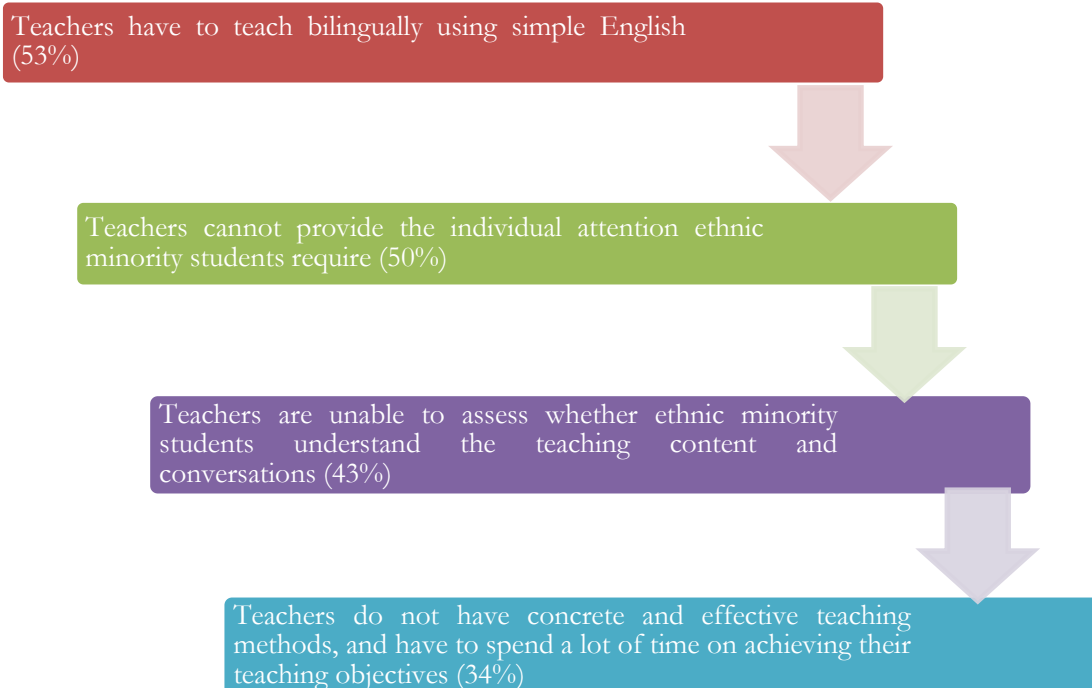 Teachers have to teach bilingually using simple English
(53%)
Teachers cannot provide the individual attention ethnic
minority students require (50%)
Teachers are unable to assess whether ethnic minority
students understand the teaching content and
conversations (43%)
Teachers do not have concrete and effective teaching
methods, and have to spend a lot of time on achieving their
teaching objectives (34%)